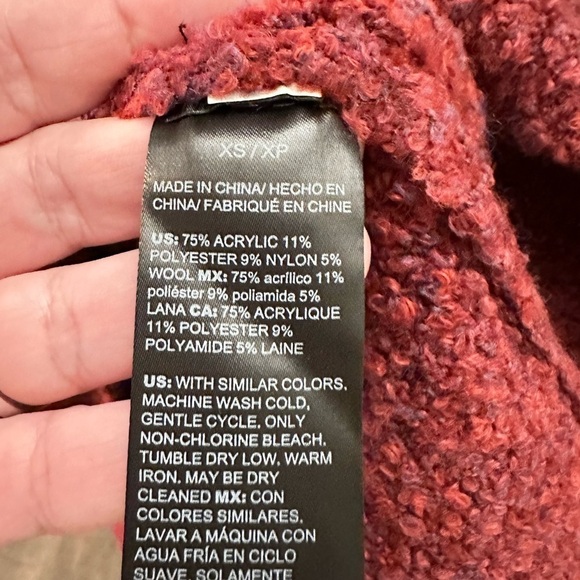 XS / XP
MADE IN CHINA/ HECHO EN
CHINA/ FABRIQUÉ EN CHINE
US: 75% ACRYLIC 11%
POLYESTER 9% NYLON 5%
WOOL MX: 75% acrílico 11%
poliéster 9% poliamida 5%
LANA CA: 75% ACRYLIQUE
11% POLYESTER 9%
POLYAMIDE 5% LAINE
US: WITH SIMILAR COLORS,
MACHINE WASH COLD,
GENTLE CYCLE, ONLY
NON-CHLORINE BLEACH,
TUMBLE DRY LOW, WARM
IRON, MAY BE DRY
CLEANED MX: CON
COLORES SIMILARES,
LAVAR A MÁQUINA CON
AGUA FRÍA EN CICLO
SUAVE, SOLAMENTE